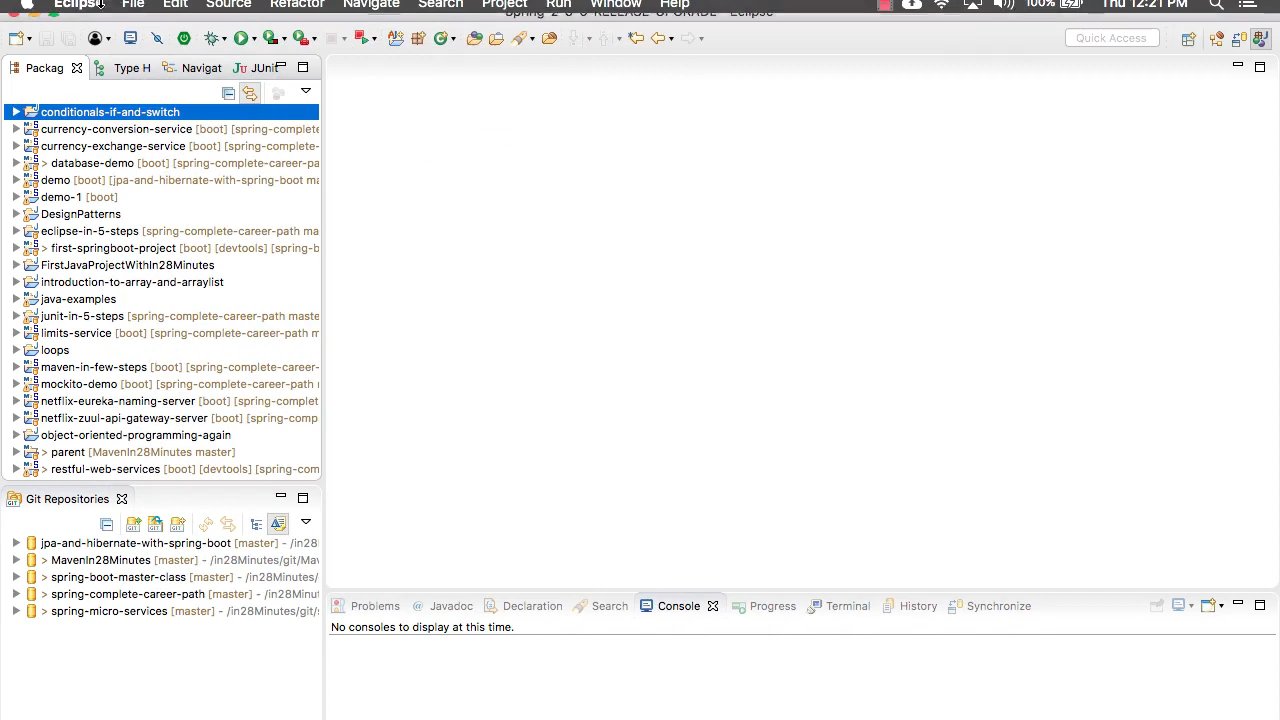 Eclipse File Edit Source Refactor Navigate Search Project Run Window Help 100% Thu 12:21 PM
Spring-2-0-0-RELEASE-UPGRADE - Eclipse
Quick Access
Packag Type H Navigat JUnit
conditionals-if-and-switch
currency-conversion-service [boot] [spring-complete
currency-exchange-service [boot] [spring-complete-c
> database-demo [boot] [spring-complete-career-pa
demo [boot] [jpa-and-hibernate-with-spring-boot ma
demo-1 [boot]
DesignPatterns
eclipse-in-5-steps [spring-complete-career-path ma
> first-springboot-project [boot] [devtools] [spring-b
FirstJavaProjectWithIn28Minutes
introduction-to-array-and-arraylist
java-examples
junit-in-5-steps [spring-complete-career-path master
limits-service [boot] [spring-complete-career-path m
loops
maven-in-few-steps [boot] [spring-complete-career-
mockito-demo [boot] [spring-complete-career-path
netflix-eureka-naming-server [boot] [spring-complet
netflix-zuul-api-gateway-server [boot] [spring-comp
object-oriented-programming-again
> parent [MavenIn28Minutes master]
> restful-web-services [boot] [devtools] [spring-com
Git Repositories
jpa-and-hibernate-with-spring-boot [master] - /in28
> MavenIn28Minutes [master] - /in28Minutes/git/Mav
> spring-boot-master-class [master] - /in28Minutes/
> spring-complete-career-path [master] - /in28Minut
> spring-micro-services [master] - /in28Minutes/git/s
Problems @ Javadoc Declaration Search Console Progress Terminal History Synchronize
No consoles to display at this time.